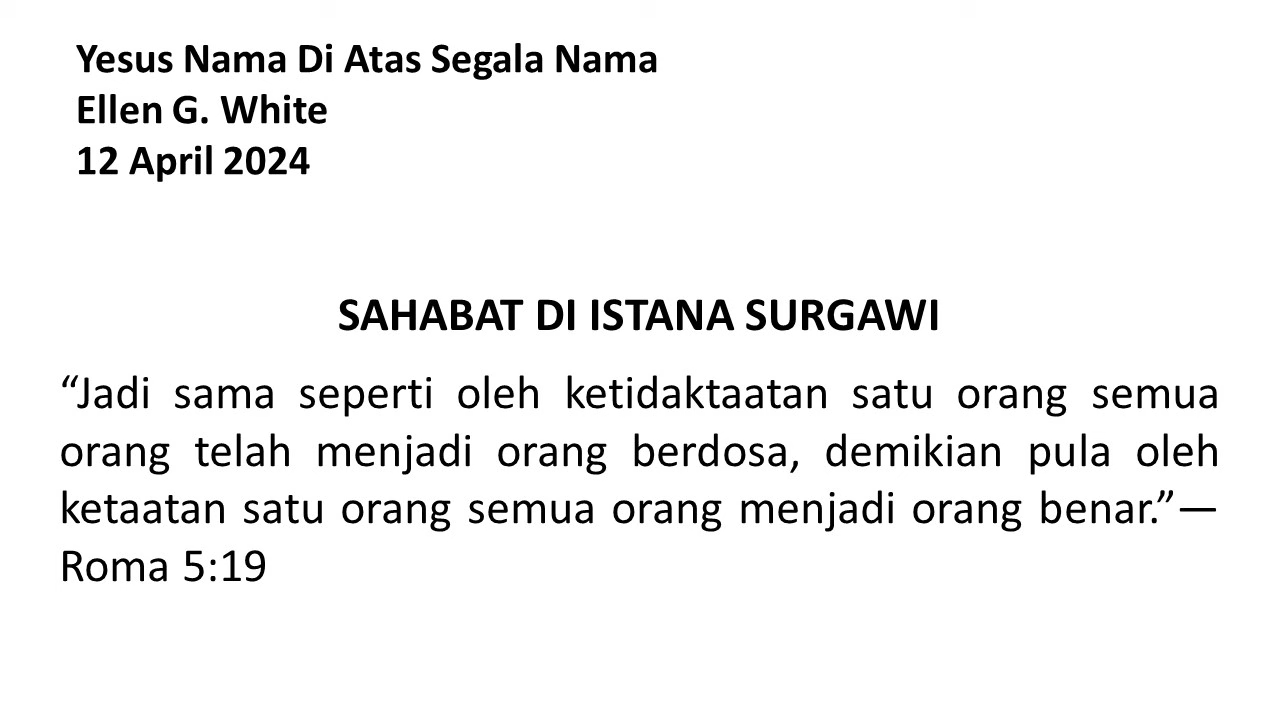 Yesus Nama Di Atas Segala Nama
Ellen G. White
12 April 2024
SAHABAT DI ISTANA SURGAWI
“Jadi sama seperti oleh ketidaktaatan satu orang semua
orang telah menjadi orang berdosa, demikian pula oleh
ketaatan satu orang semua orang menjadi orang benar.”—
Roma 5:19